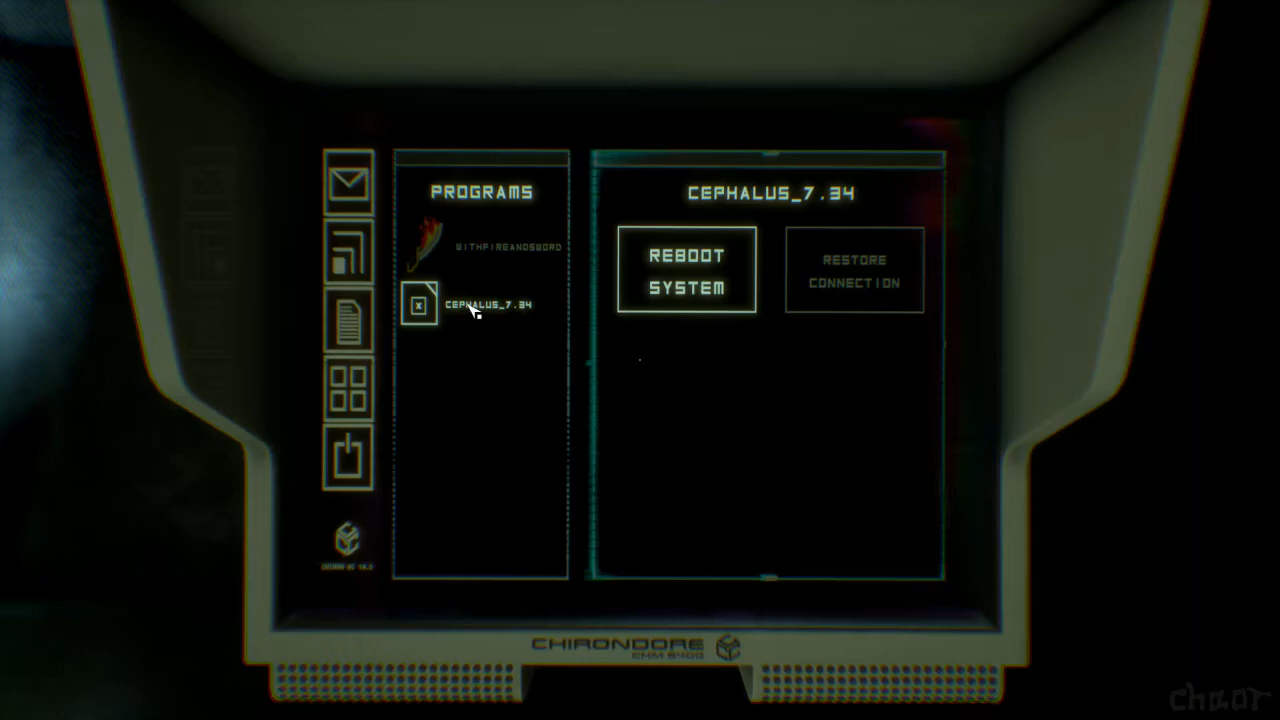 PROGRAMS
WITHFIREANDSWORD
CEPHALUS_7.34
CEPHALUS_7.34
REBOOT
SYSTEM
RESTORE
CONNECTION
CHIRONDORE